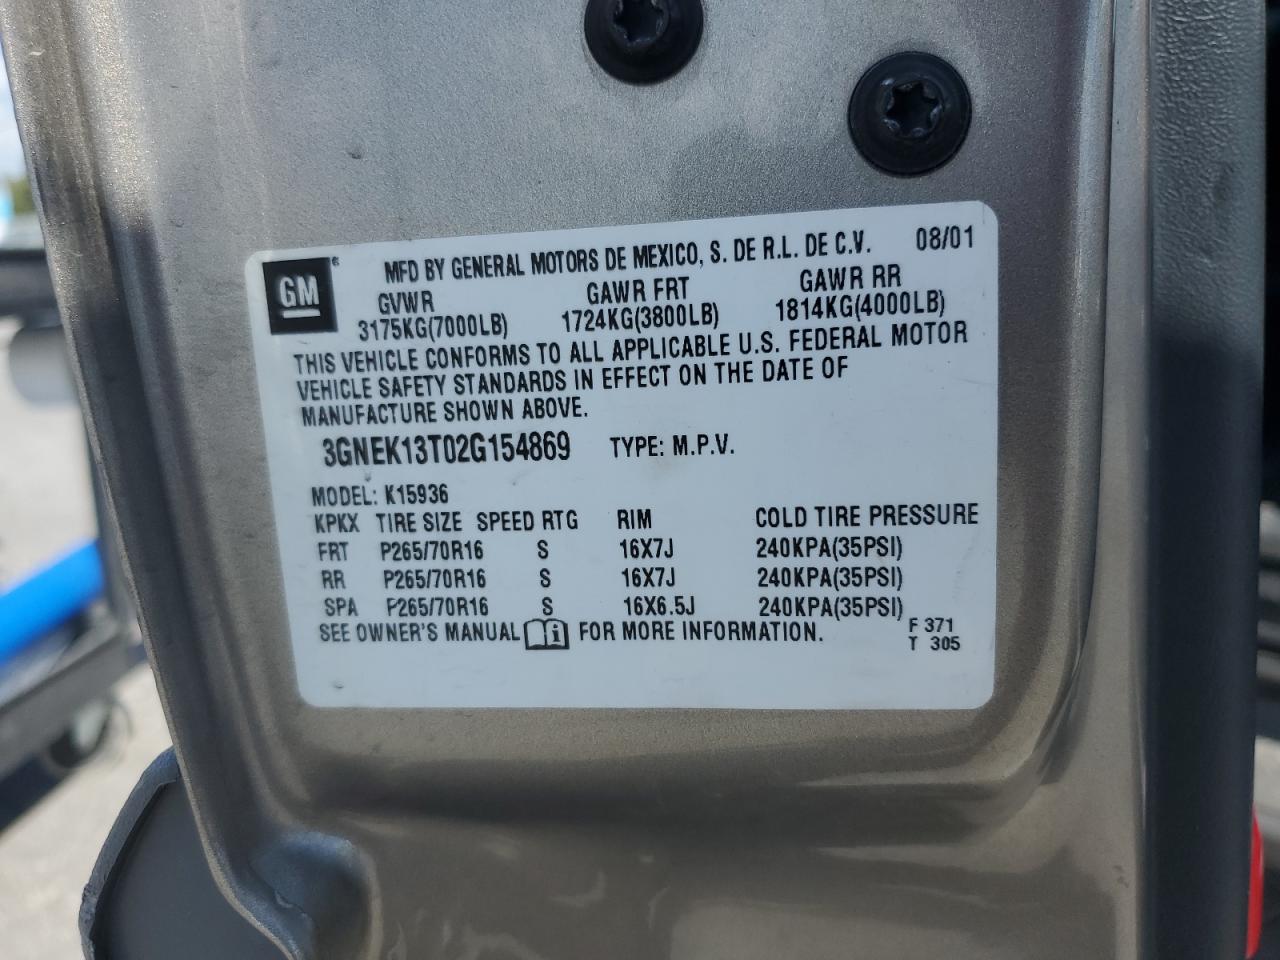 GM® MFD BY GENERAL MOTORS DE MEXICO, S. DE R.L. DE C.V. 08/01
GVWR GAWR FRT GAWR RR
3175KG(7000LB) 1724KG(3800LB) 1814KG(4000LB)
THIS VEHICLE CONFORMS TO ALL APPLICABLE U.S. FEDERAL MOTOR
VEHICLE SAFETY STANDARDS IN EFFECT ON THE DATE OF
MANUFACTURE SHOWN ABOVE.
3GNEK13T02G154869 TYPE: M.P.V.
MODEL: K15936
KPKX TIRE SIZE SPEED RTG RIM COLD TIRE PRESSURE
FRT P265/70R16 S 16X7J 240KPA(35PSI)
RR P265/70R16 S 16X7J 240KPA(35PSI)
SPA P265/70R16 S 16X6.5J 240KPA(35PSI)
SEE OWNER'S MANUAL i FOR MORE INFORMATION. F 371
T 305